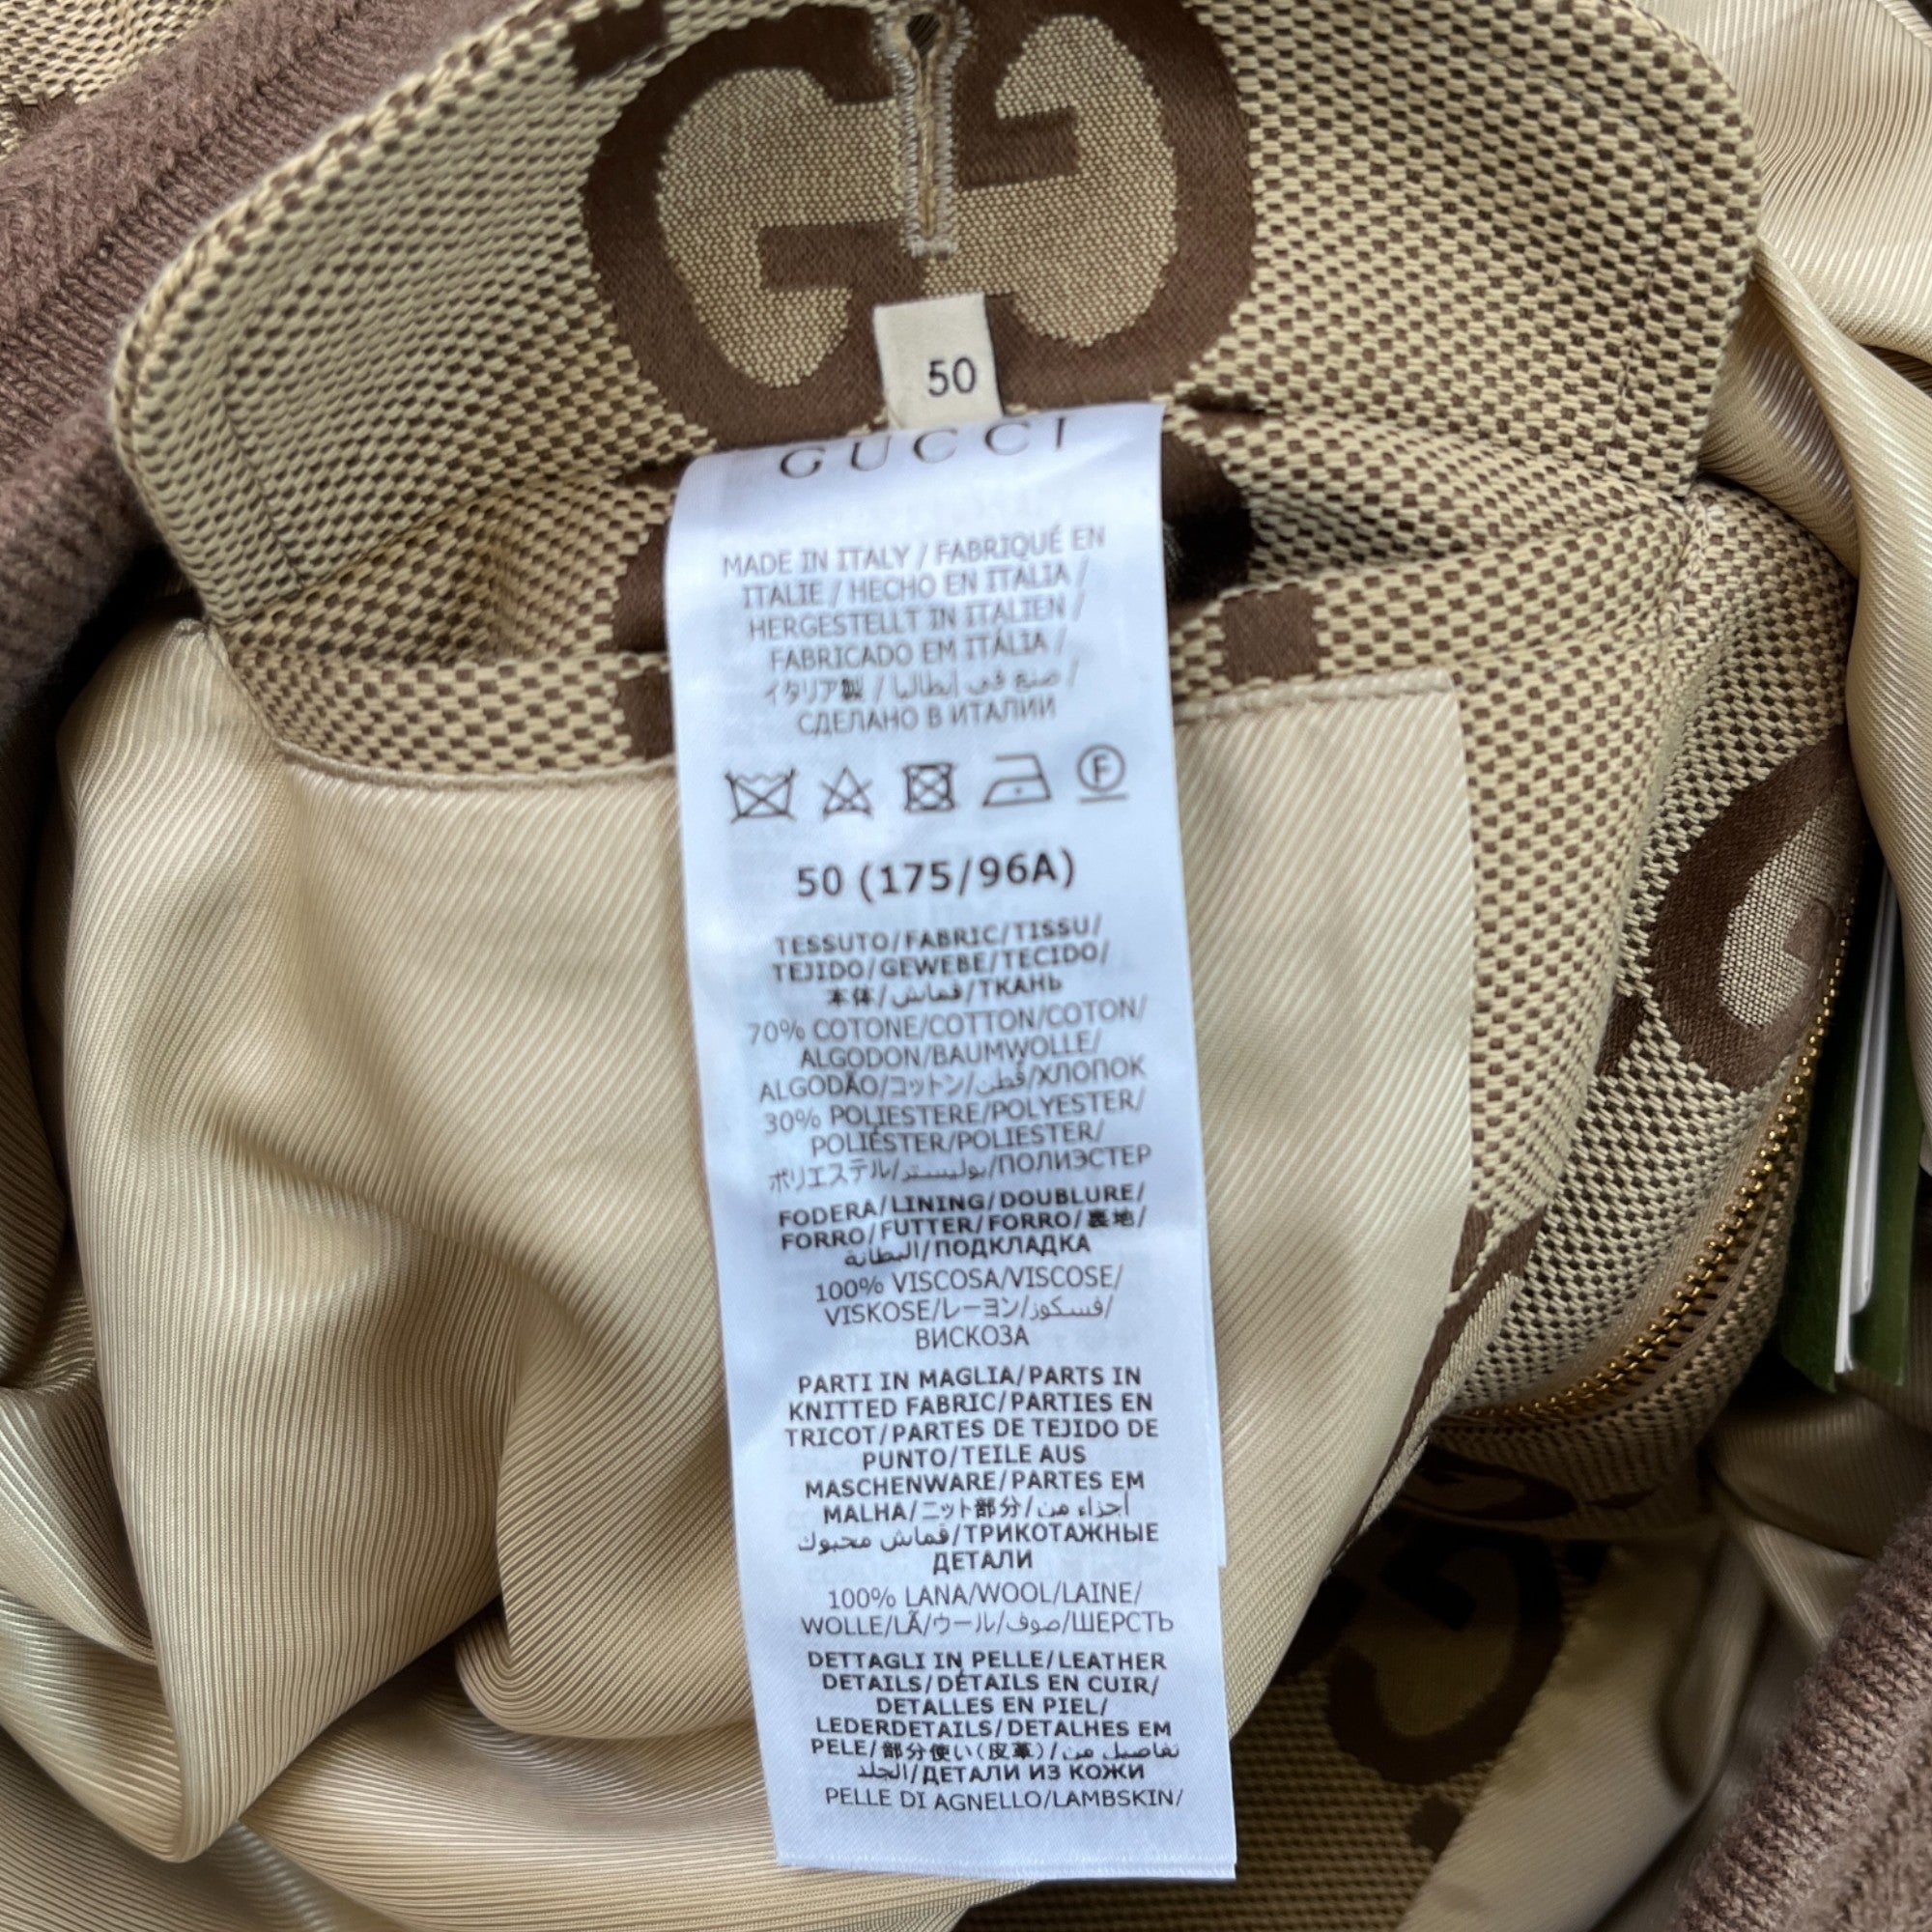 50
GUCCI
MADE IN ITALY / FABRIQUÉ EN
ITALIE / HECHO EN ITALIA /
HERGESTELLT IN ITALIEN /
FABRICADO EM ITÁLIA /
イタリア製 / صنع في إيطاليا /
СДЕЛАНО В ИТАЛИИ
F
50 (175/96A)
TESSUTO/FABRIC/TISSU/
TEJIDO/GEWEBE/TECIDO/
本体/قماش/ТКАНЬ
70% COTONE/COTTON/COTON/
ALGODON/BAUMWOLLE/
ALGODÃO/コットン/قطن/ХЛОПОК
30% POLIESTERE/POLYESTER/
POLIÉSTER/POLIESTER/
ポリエステル/بوليستر/ПОЛИЭСТЕР
FODERA/LINING/DOUBLURE/
FORRO/FUTTER/FORRO/裏地/
البطانة/ПОДКЛАДКА
100% VISCOSA/VISCOSE/
VISKOSE/レーヨン/فسكوز/
ВИСКОЗА
PARTI IN MAGLIA/PARTS IN
KNITTED FABRIC/PARTIES EN
TRICOT/PARTES DE TEJIDO DE
PUNTO/TEILE AUS
MASCHENWARE/PARTES EM
MALHA/ニット部分/أجزاء من
قماش محبوك/ТРИКОТАЖНЫЕ
ДЕТАЛИ
100% LANA/WOOL/LAINE/
WOLLE/LÃ/ウール/صوف/ШЕРСТЬ
DETTAGLI IN PELLE/LEATHER
DETAILS/DÉTAILS EN CUIR/
DETALLES EN PIEL/
LEDERDETAILS/DETALHES EM
PELE/部分使い(皮革)/تفاصيل من
الجلد/ДЕТАЛИ ИЗ КОЖИ
PELLE DI AGNELLO/LAMBSKIN/